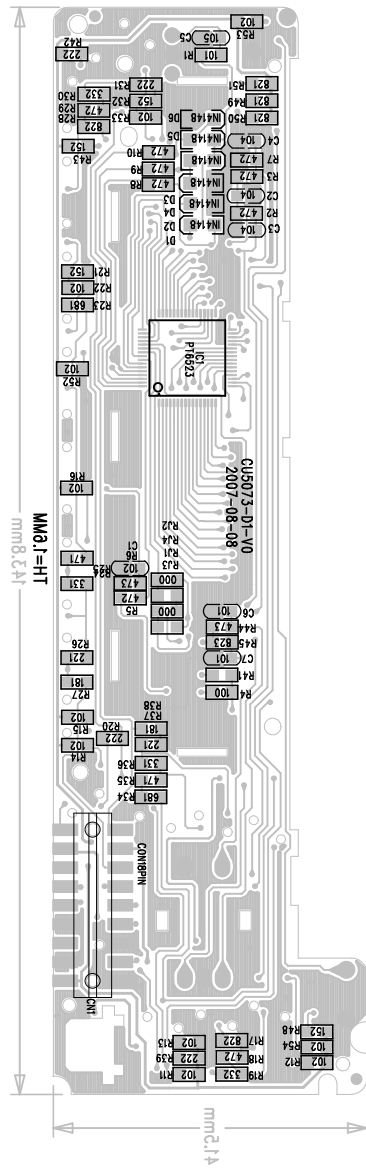 102
R53
C5 105
R1 101
R42
222
R31 222
R51 821
R30 332
R32 152
R49 821
R29 472
R33 102
D6 IN4148
R50 821
R28 822
D5 IN4148
104 C4
152
R43
R10 472
IN4148
472 R7
R9 472
472 R3
R8 472
IN4148
D3
104 C2
D4
IN4148
472 R2
D2
IN4148
104 C3
D1
152 R21
102 R22
681 R23
IC1
PT6523
102
R52
CU5073-D1-V0
2007-08-08
R16
102
TH=1.6MM
143.8mm
RJ2
RJ4
RJ1
RJ3
C1
R6
471
102
R25
R24
331
473
000
472
R5
000
101 C6
473 R44
823 R45
101 C7
R41
100 R4
R26
221
181
R27
R38
R37
102
R15
R20
222
181
221
102
R14
R36 331
R35 471
R34 681
CON18PIN
CN1
R48 152
R13 102
822 R17
R54 102
R39 222
472 R18
R12 102
R11 102
332 R19
41.5mm